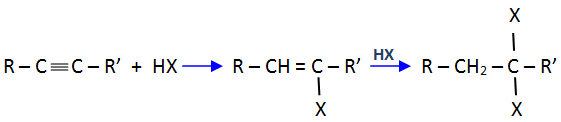 X
HX
R – C ≡ C – R′ + HX → R – CH = C – R′ → R – CH₂ – C – R′
X
X